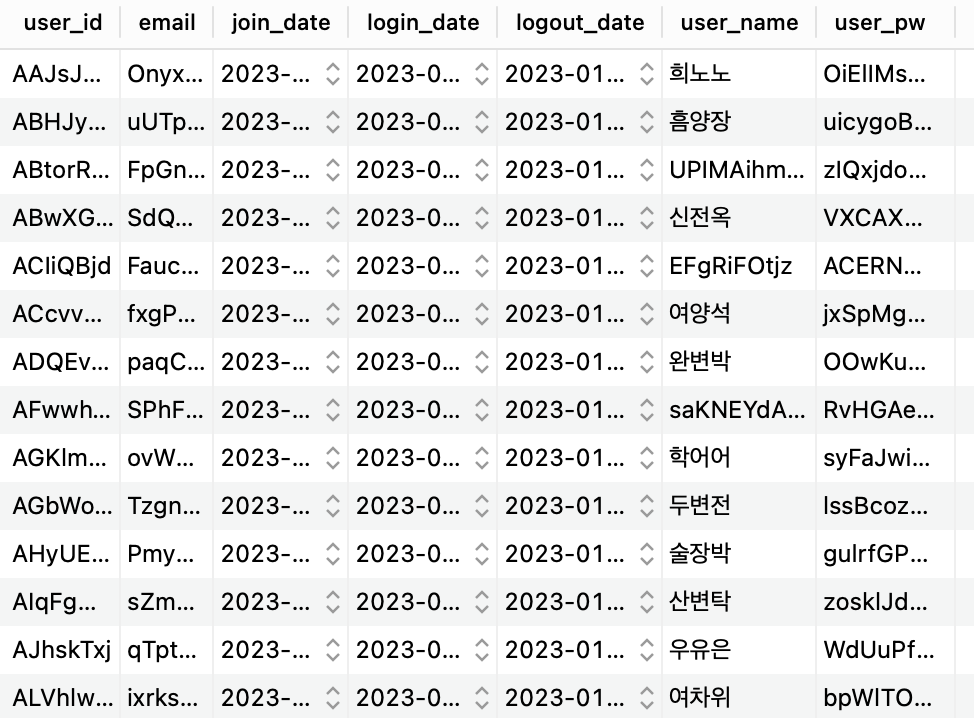 user_id email join_date login_date logout_date user_name user_pw
AAJsJ... Onyx... 2023-... 2023-0... 2023-01... 희노노 OiElIMs...
ABHJy... uUTp... 2023-... 2023-0... 2023-01... 흠양장 uicygoB...
ABtorR... FpGn... 2023-... 2023-0... 2023-01... UPIMAihm... zIQxjdo...
ABwXG... SdQ... 2023-... 2023-0... 2023-01... 신전옥 VXCAX...
ACIiQBjd Fauc... 2023-... 2023-0... 2023-01... EFgRiFOtjz ACERN...
ACcvv... fxgP... 2023-... 2023-0... 2023-01... 여양석 jxSpMg...
ADQEv... paqC... 2023-... 2023-0... 2023-01... 완변박 OOwKu...
AFwwh... SPhF... 2023-... 2023-0... 2023-01... saKNEYdA... RvHGAe...
AGKlm... ovW... 2023-... 2023-0... 2023-01... 학어어 syFaJwi...
AGbWo... Tzgn... 2023-... 2023-0... 2023-01... 두변전 lssBcoz...
AHyUE... Pmy... 2023-... 2023-0... 2023-01... 술장박 gulrfGP...
AIqFg... sZm... 2023-... 2023-0... 2023-01... 산변탁 zosklJd...
AJhskTxj qTpt... 2023-... 2023-0... 2023-01... 우유은 WdUuPf...
ALVhlw... ixrks... 2023-... 2023-0... 2023-01... 여차위 bpWlTO...